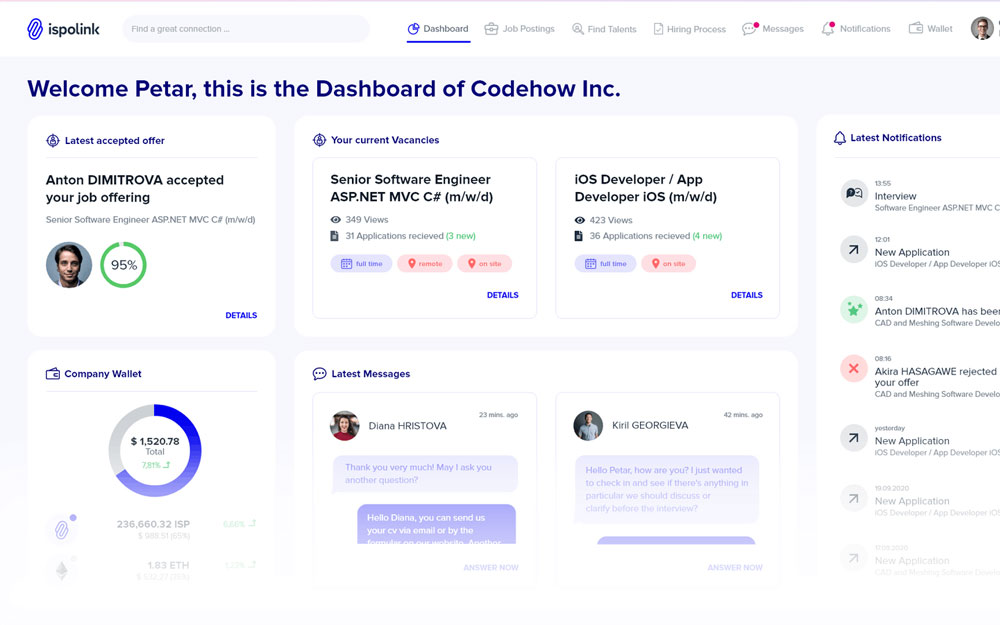 ispolink
Find a great connection ...
Dashboard
Job Postings
Find Talents
Hiring Process
Messages
Notifications
Wallet
Welcome Petar, this is the Dashboard of Codehow Inc.
Latest accepted offer
Anton DIMITROVA accepted
your job offering
Senior Software Engineer ASP.NET MVC C# (m/w/d)
95%
DETAILS
Your current Vacancies
Senior Software Engineer
ASP.NET MVC C# (m/w/d)
349 Views
31 Applications recieved (3 new)
full time
remote
on site
DETAILS
iOS Developer / App
Developer iOS (m/w/d)
423 Views
36 Applications recieved (4 new)
full time
on site
DETAILS
Latest Notifications
13:55
Interview
Software Engineer ASP.NET MVC C
12:01
New Application
iOS Developer / App Developer iOS
08:34
Anton DIMITROVA has been
CAD and Meshing Software Develo
08:16
Akira HASAGAWE rejected
your offer
CAD and Meshing Software Develo
yesterday
New Application
iOS Developer / App Developer iOS
19.09.2020
New Application
iOS Developer / App Developer iOS
New Application
CAD and Meshing Software Develo
Company Wallet
$ 1,520.78
Total
7,81%
236,660.32 ISP
$ 988.51 (65%)
1.83 ETH
$ 532.27 (35%)
Latest Messages
Diana HRISTOVA
23 mins. ago
Thank you very much! May I ask you
another question?
Hello Diana, you can send us
your cv via email or by the
formular on our website. Another
ANSWER NOW
Kiril GEORGIEVA
42 mins. ago
Hello Petar, how are you? I just wanted
to check in and see if there's anything in
particular we should discuss or
clarify before the interview?
ANSWER NOW